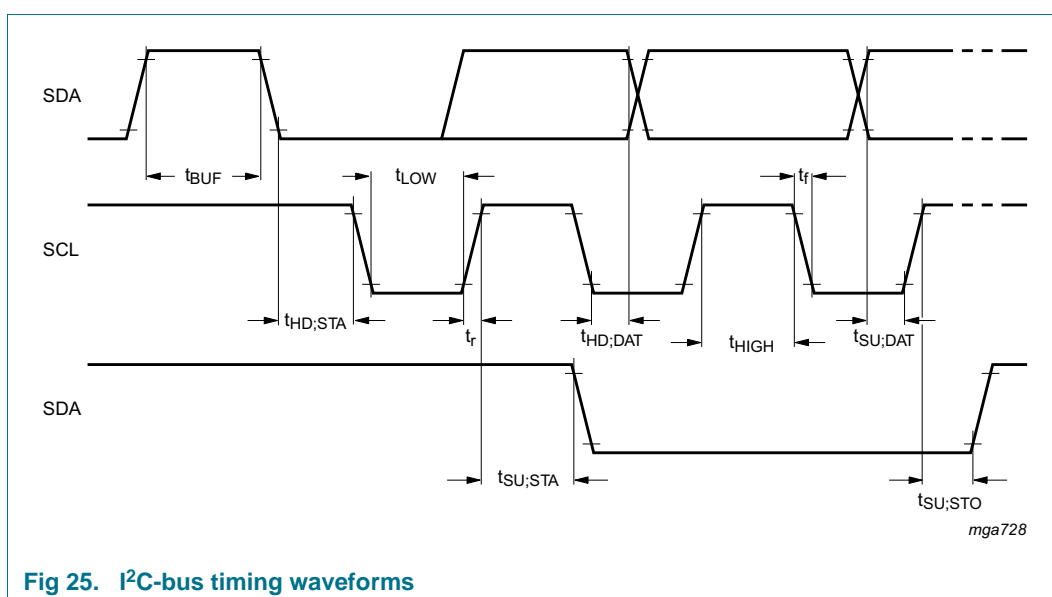 SDA
tBUF
tLOW
tf
SCL
tHD;STA
tr
tHD;DAT
tHIGH
tSU;DAT
SDA
tSU;STA
tSU;STO
mga728
Fig 25. I²C-bus timing waveforms